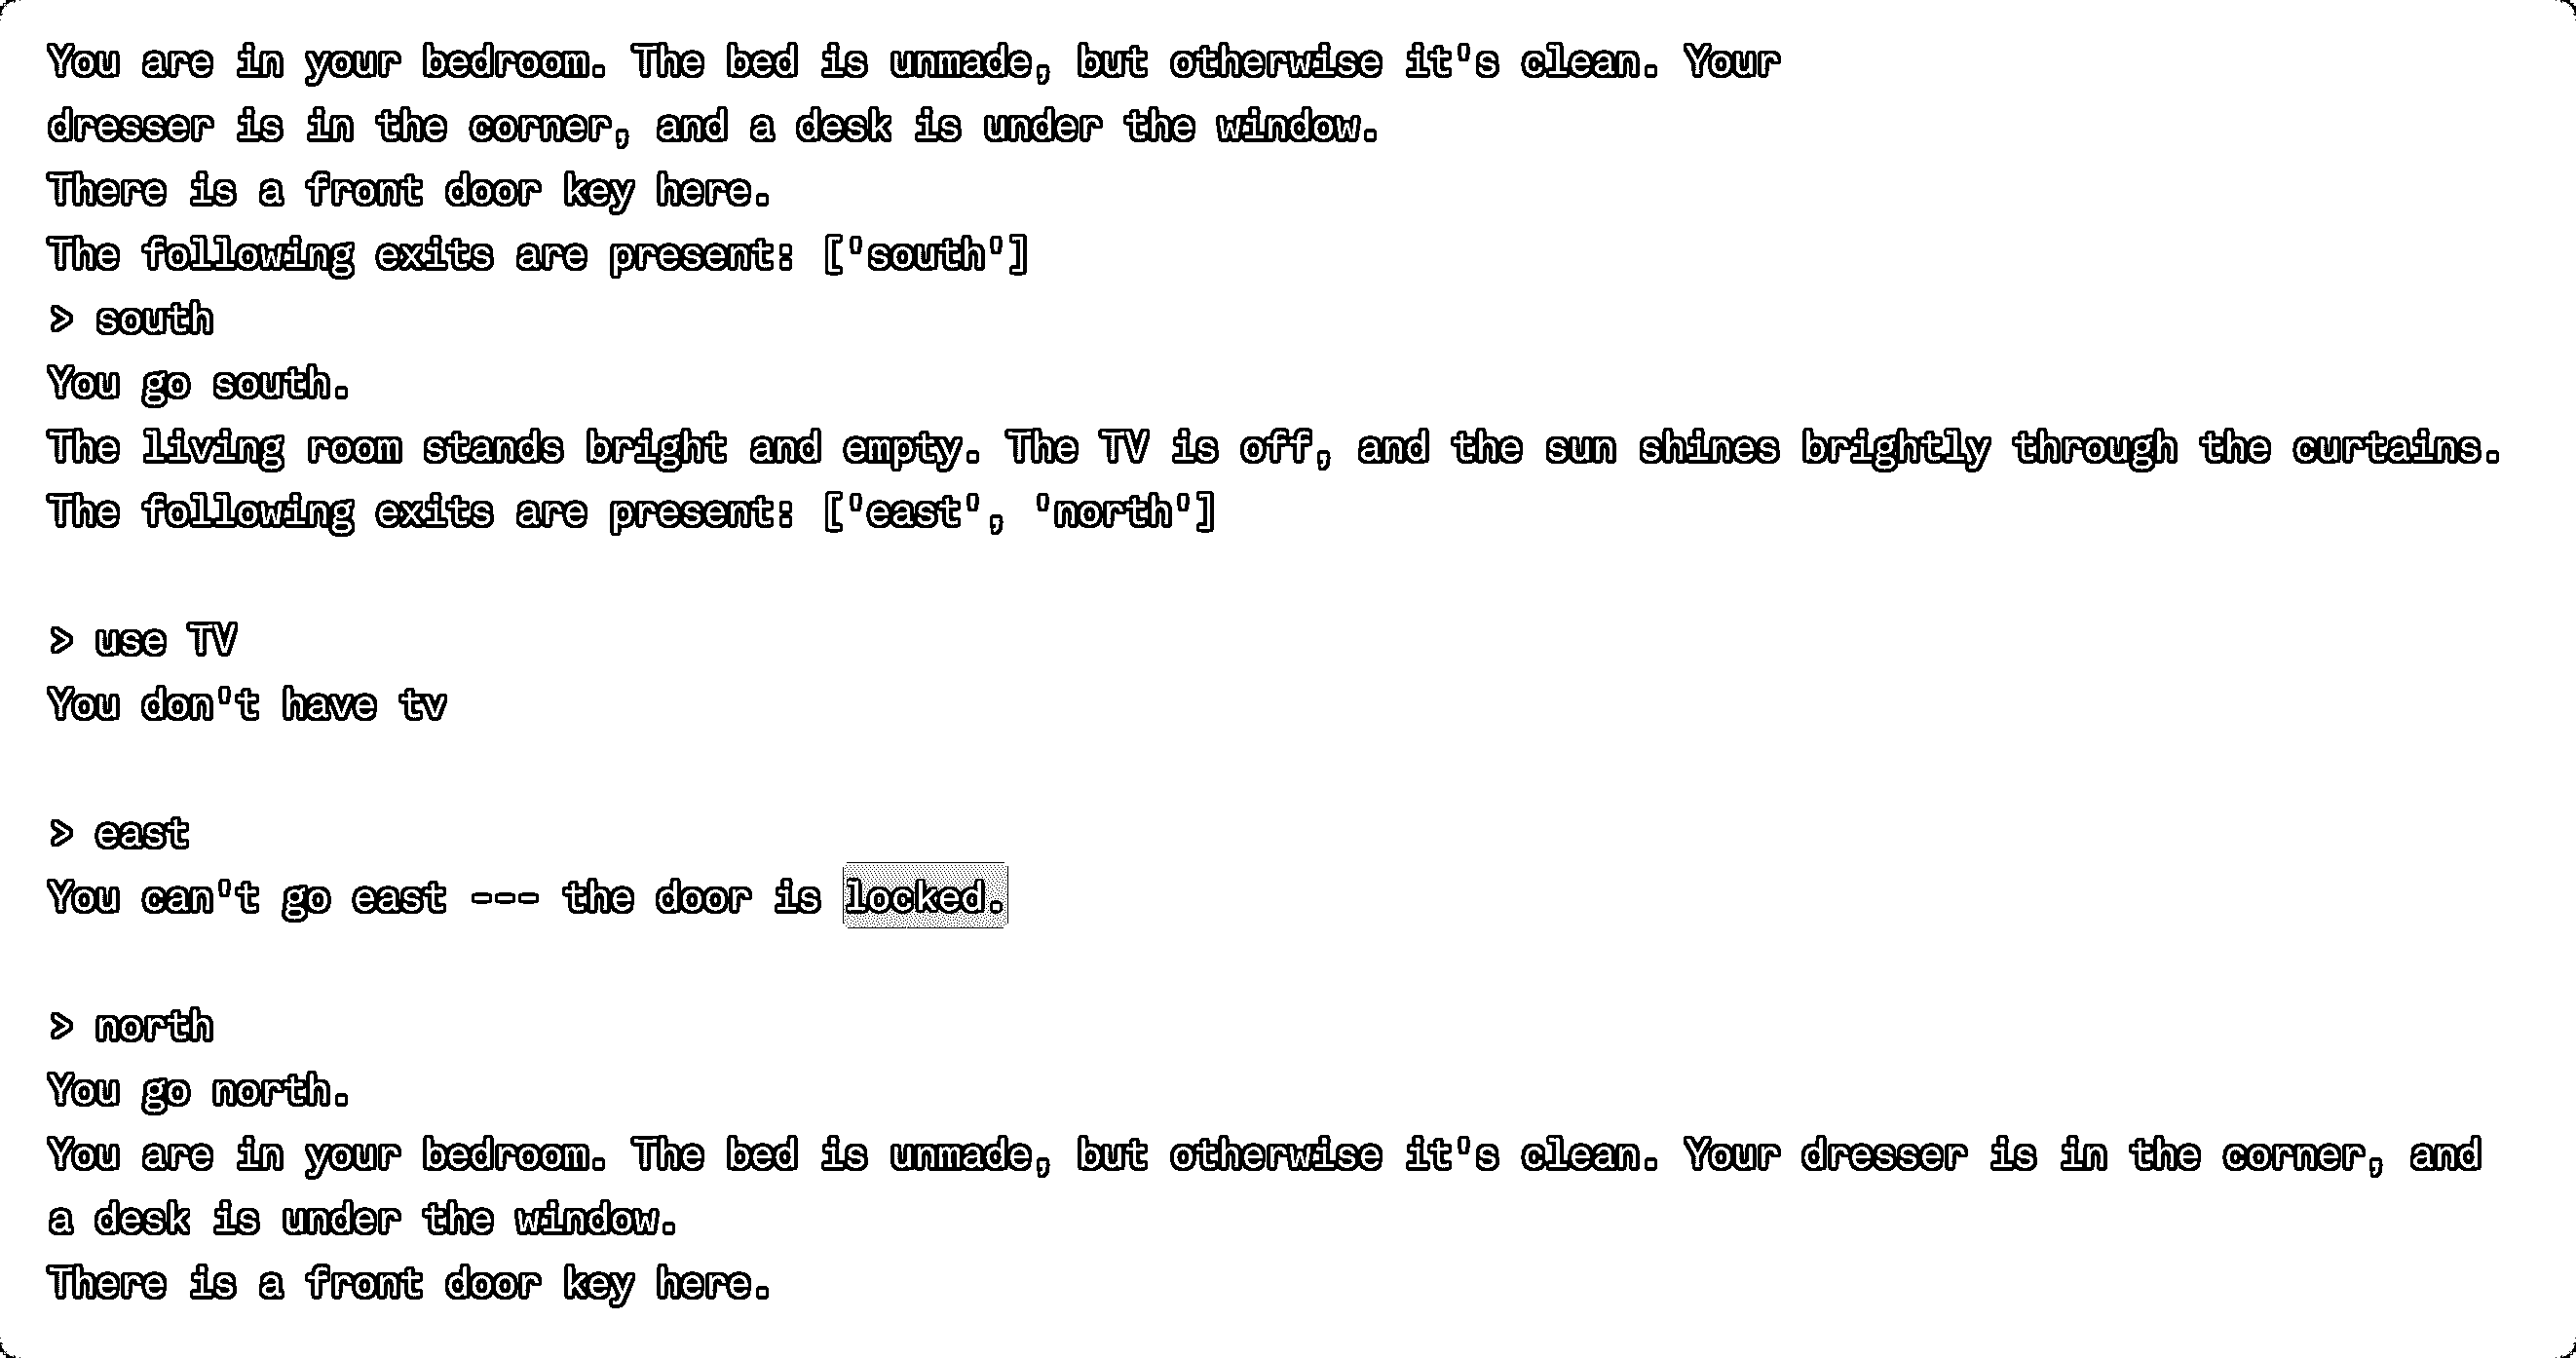 You are in your bedroom. The bed is unmade, but otherwise it's clean. Your
dresser is in the corner, and a desk is under the window.
There is a front door key here.
The following exits are present: ['south']
> south
You go south.
The living room stands bright and empty. The TV is off, and the sun shines brightly through the curtains.
The following exits are present: ['east', 'north']
> use TV
You don't have tv
> east
You can't go east --- the door is locked.
> north
You go north.
You are in your bedroom. The bed is unmade, but otherwise it's clean. Your dresser is in the corner, and
a desk is under the window.
There is a front door key here.